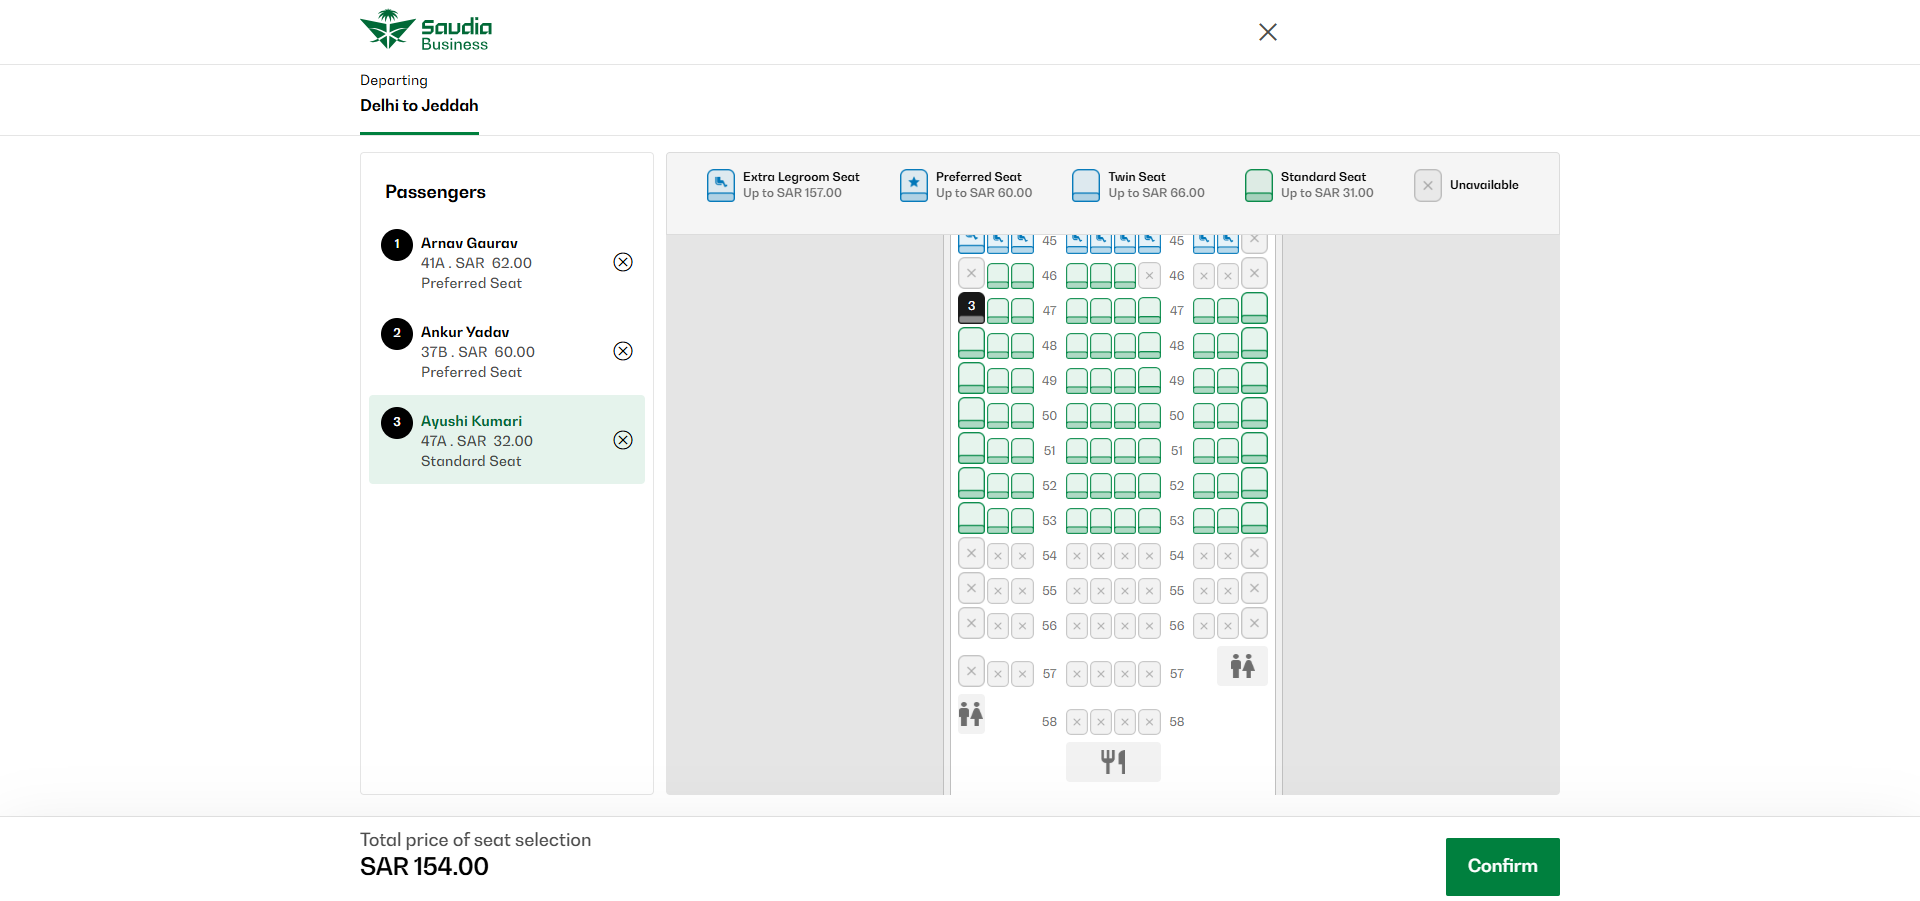 Saudia
Business
Departing
Delhi to Jeddah
Passengers
1
Arnav Gaurav
41A . SAR 62.00
Preferred Seat
2
Ankur Yadav
37B . SAR 60.00
Preferred Seat
3
Ayushi Kumari
47A . SAR 32.00
Standard Seat
Extra Legroom Seat
Up to SAR 157.00
Preferred Seat
Up to SAR 60.00
Twin Seat
Up to SAR 66.00
Standard Seat
Up to SAR 31.00
Unavailable
45 45
46 46
3 47 47
48 48
49 49
50 50
51 51
52 52
53 53
54 54
55 55
56 56
57 57
58 58
Total price of seat selection
SAR 154.00
Confirm